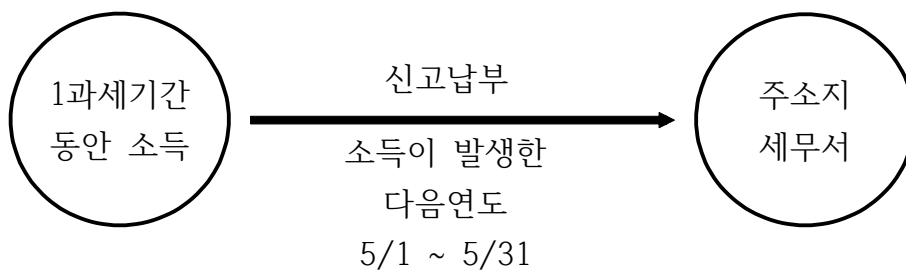 1과세기간
동안 소득
신고납부
소득이 발생한
다음연도
5/1 ~ 5/31
주소지
세무서